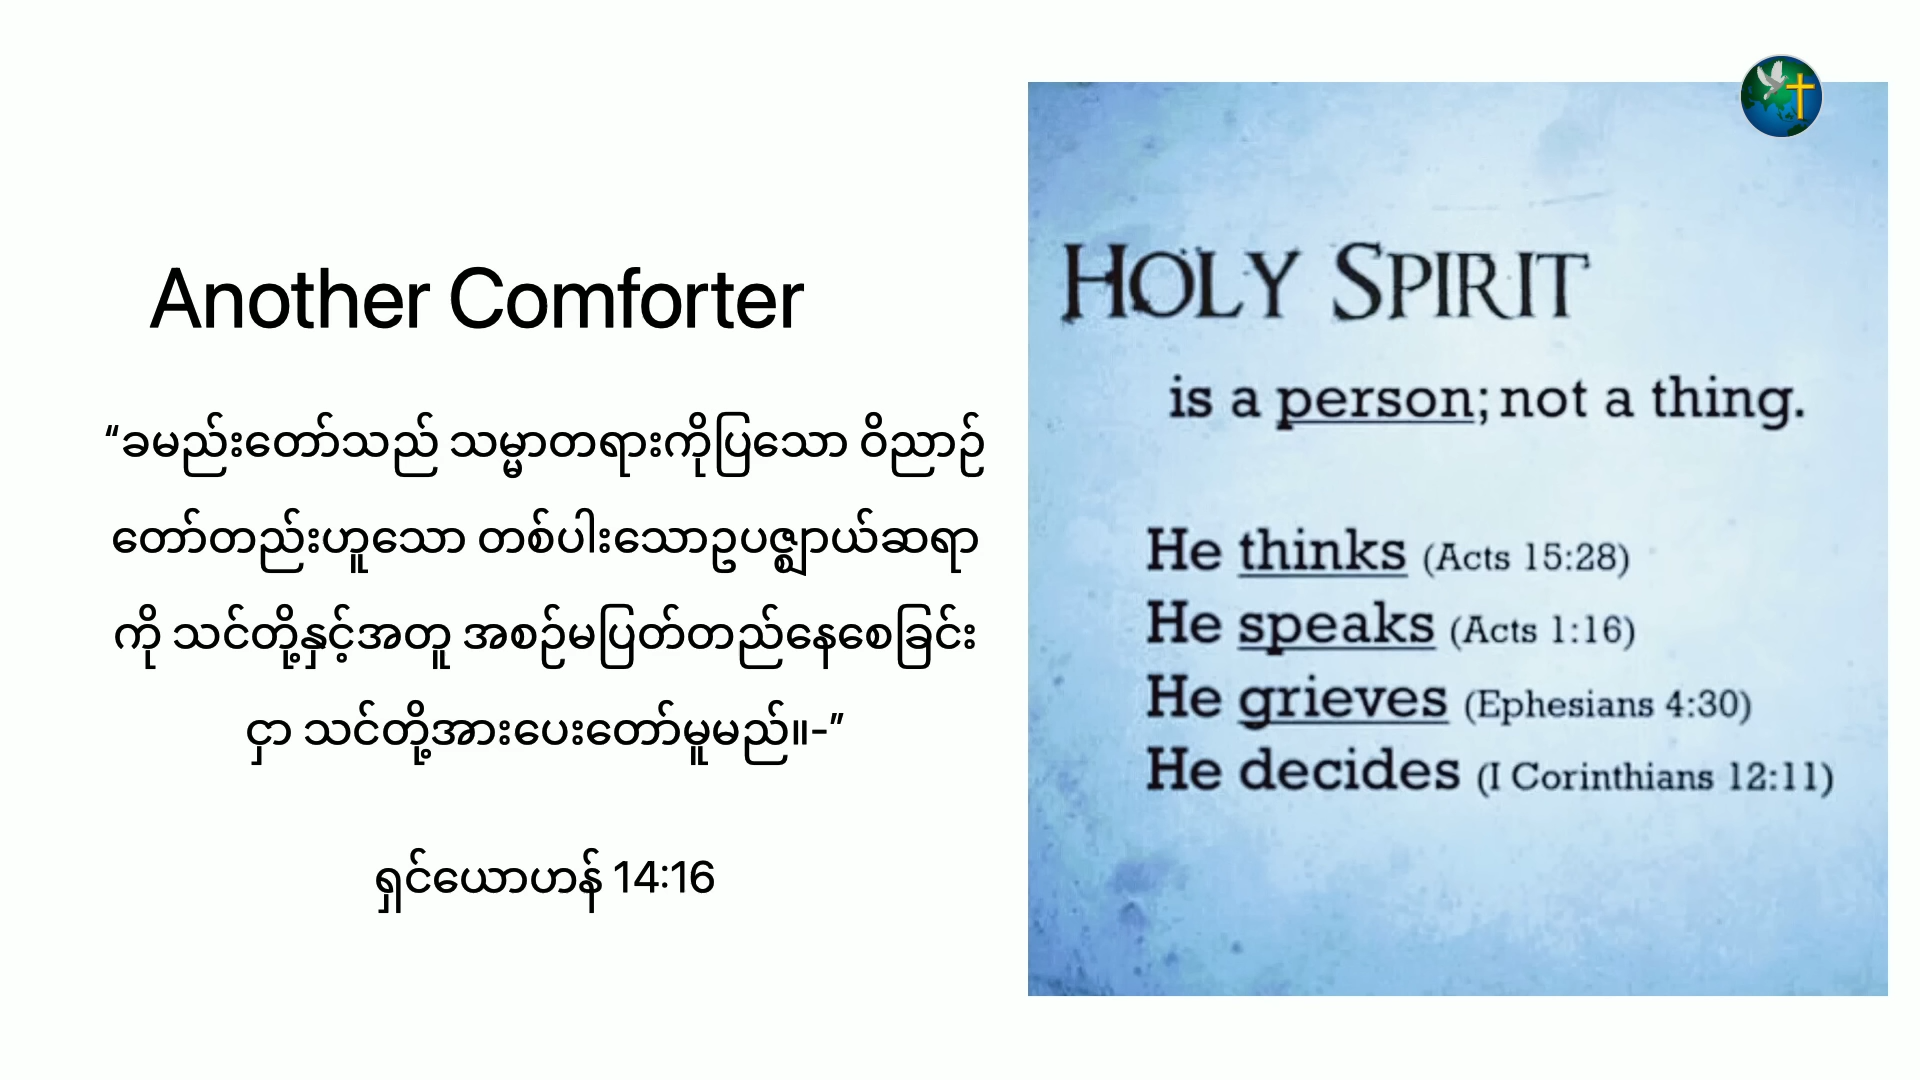 Another Comforter
“ခမည်းတော်သည် သမ္မာတရားကိုပြသော ဝိညာဉ်
တော်တည်းဟူသော တစ်ပါးသောဥပဇ္ဈာယ်ဆရာ
ကို သင်တို့နှင့်အတူ အစဉ်မပြတ်တည်နေစေခြင်း
ငှာ သင်တို့အားပေးတော်မူမည်။-”
ရှင်ယောဟန် 14:16
HOLY SPIRIT
is a person; not a thing.
He thinks (Acts 15:28)
He speaks (Acts 1:16)
He grieves (Ephesians 4:30)
He decides (I Corinthians 12:11)